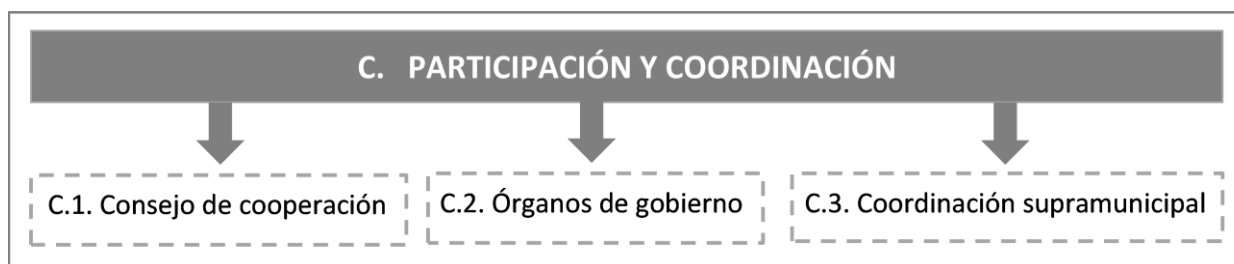 C. PARTICIPACIÓN Y COORDINACIÓN
C.1. Consejo de cooperación
C.2. Órganos de gobierno
C.3. Coordinación supramunicipal